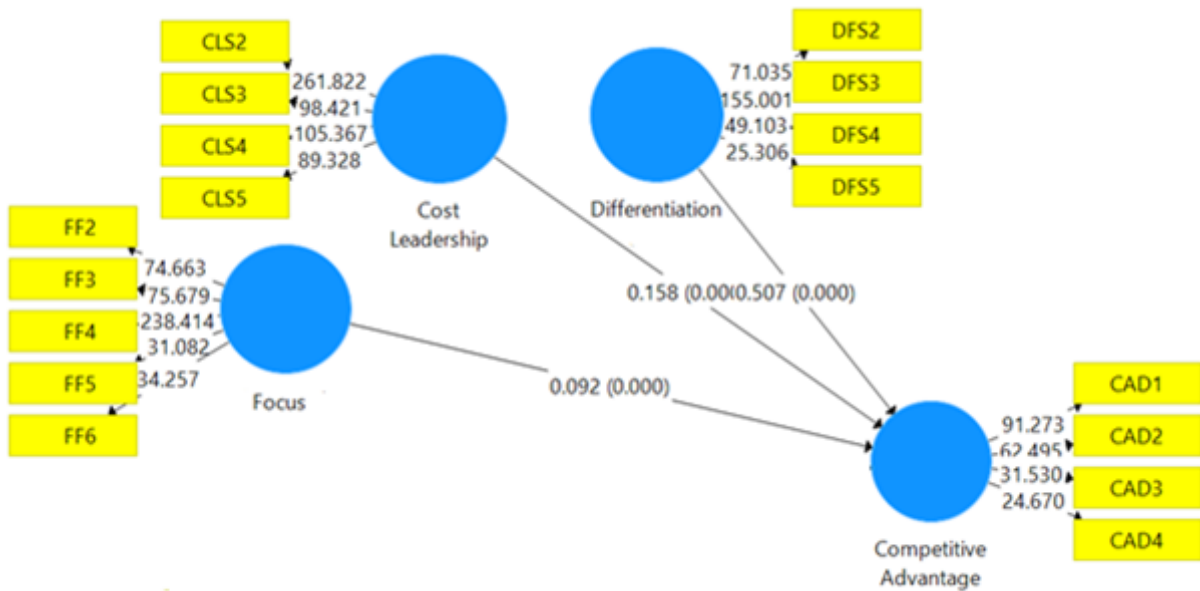 CLS2
CLS3
CLS4
CLS5
261.822
98.421
105.367
89.328
Cost
Leadership
DFS2
DFS3
DFS4
DFS5
71.035
155.001
49.103
25.306
Differentiation
FF2
FF3
FF4
FF5
FF6
74.663
75.679
238.414
31.082
34.257
Focus
0.158 (0.00
0.507 (0.000)
0.092 (0.000)
CAD1
CAD2
CAD3
CAD4
91.273
62.495
31.530
24.670
Competitive
Advantage